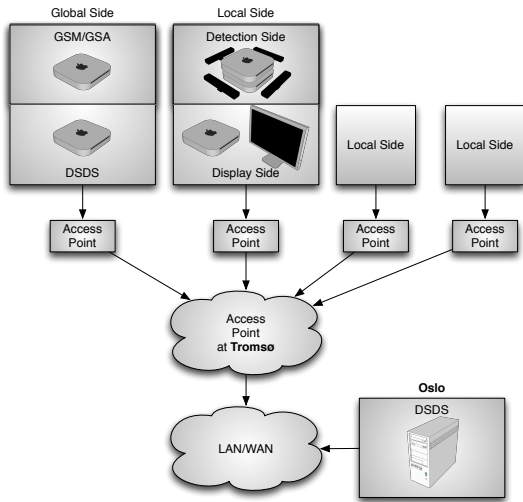 Global Side
Local Side
GSM/GSA
Detection Side
DSDS
Display Side
Local Side
Local Side
Access
Point
Access
Point
Access
Point
Access
Point
Access
Point
at Tromsø
Oslo
DSDS
LAN/WAN